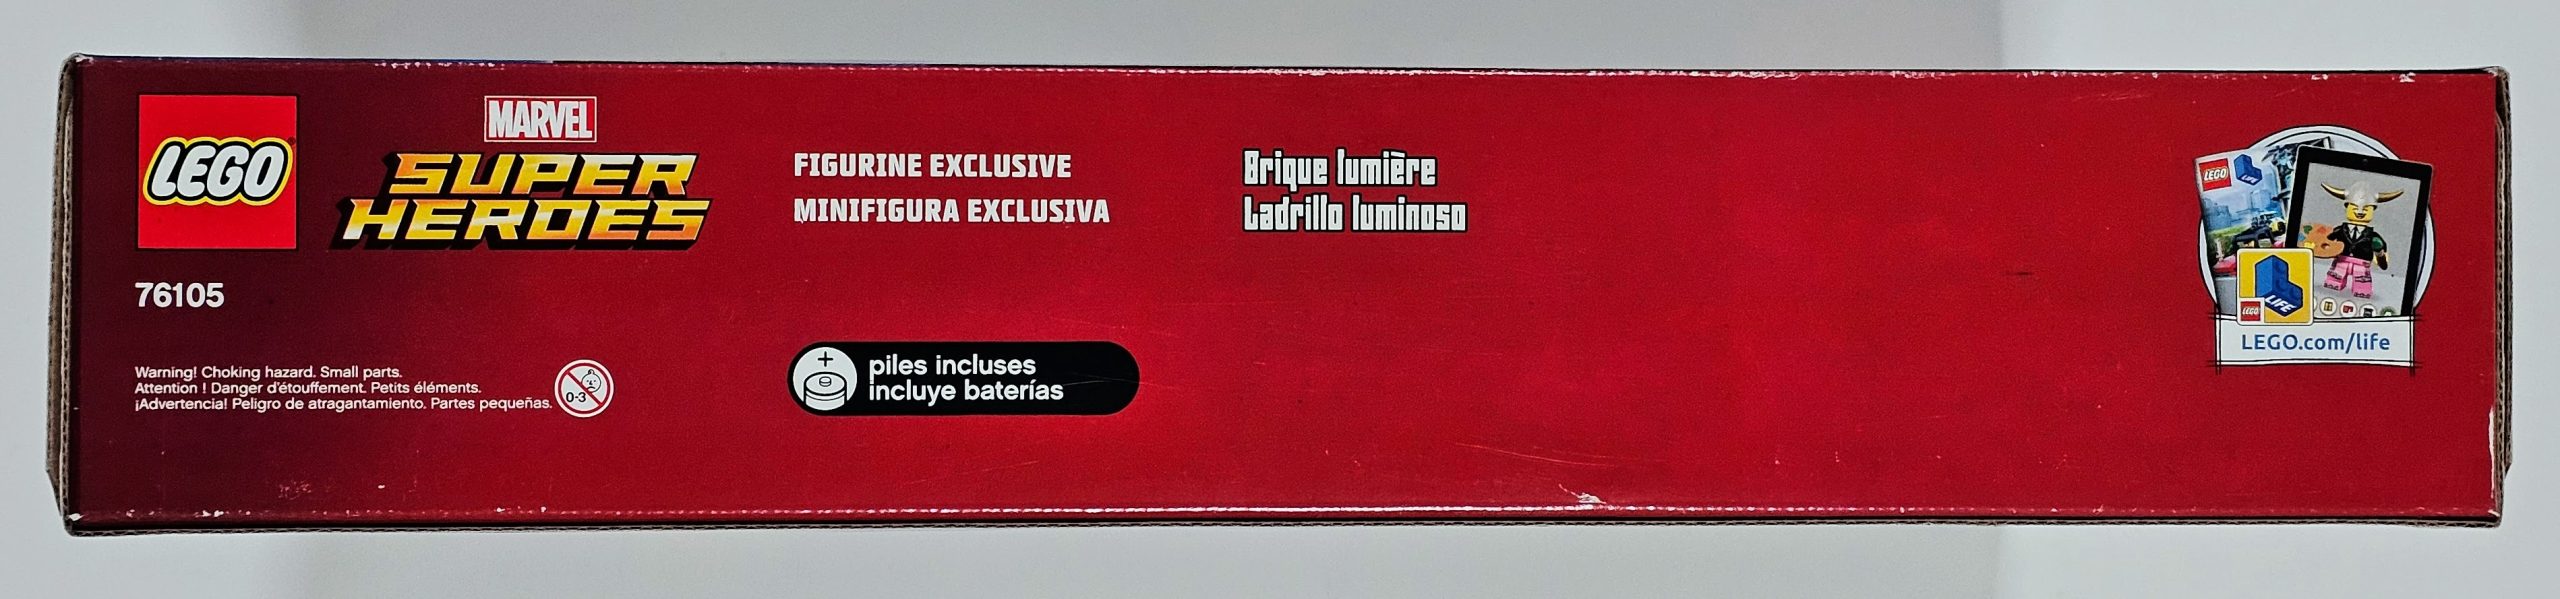 LEGO
MARVEL
SUPER
HEROES
76105
Warning! Choking hazard. Small parts.
Attention ! Danger d'étouffement. Petits éléments.
¡Advertencia! Peligro de atragantamiento. Partes pequeñas.
0-3
FIGURINE EXCLUSIVE
MINIFIGURA EXCLUSIVA
piles incluses
incluye baterías
Brique lumière
Ladrillo luminoso
LEGO
LIFE
LIFE
LEGO
LEGO.com/life